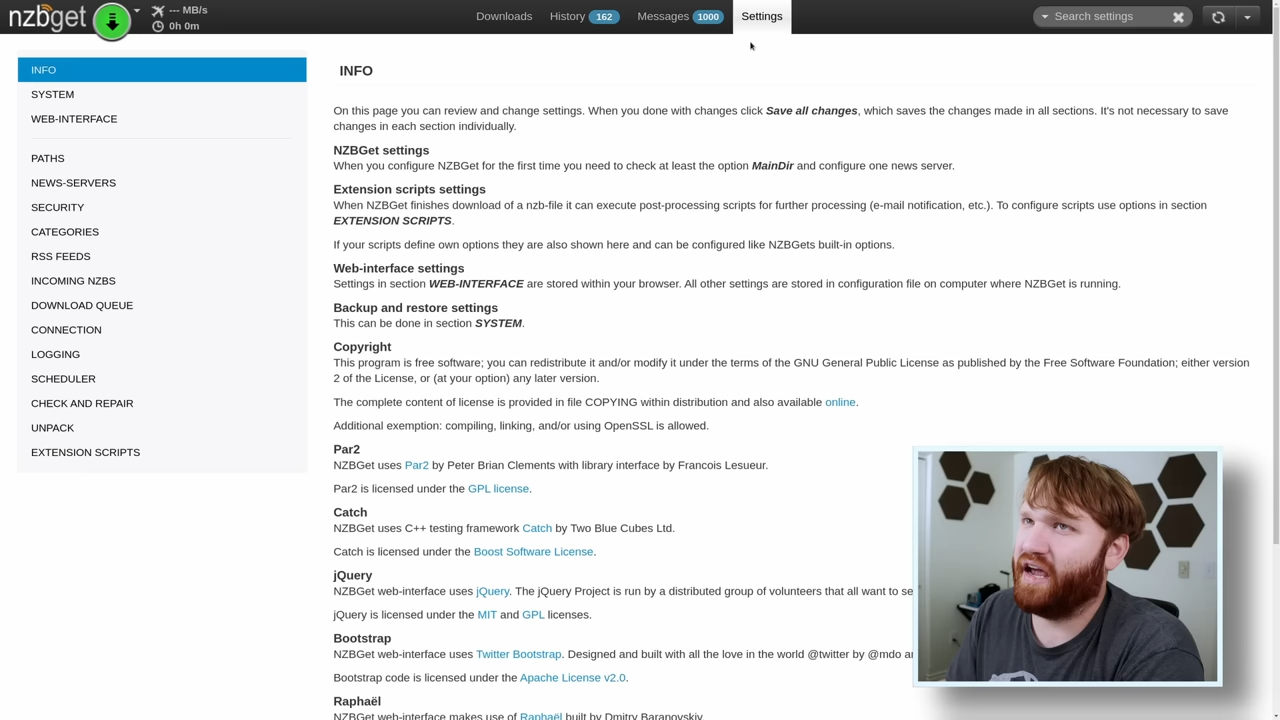 nzbget
--- MB/s
0h 0m
Downloads
History 162
Messages 1000
Settings
Search settings
INFO
SYSTEM
WEB-INTERFACE
PATHS
NEWS-SERVERS
SECURITY
CATEGORIES
RSS FEEDS
INCOMING NZBS
DOWNLOAD QUEUE
CONNECTION
LOGGING
SCHEDULER
CHECK AND REPAIR
UNPACK
EXTENSION SCRIPTS
INFO
On this page you can review and change settings. When you done with changes click Save all changes, which saves the changes made in all sections. It's not necessary to save
changes in each section individually.
NZBGet settings
When you configure NZBGet for the first time you need to check at least the option MainDir and configure one news server.
Extension scripts settings
When NZBGet finishes download of a nzb-file it can execute post-processing scripts for further processing (e-mail notification, etc.). To configure scripts use options in section
EXTENSION SCRIPTS.
If your scripts define own options they are also shown here and can be configured like NZBGets built-in options.
Web-interface settings
Settings in section WEB-INTERFACE are stored within your browser. All other settings are stored in configuration file on computer where NZBGet is running.
Backup and restore settings
This can be done in section SYSTEM.
Copyright
This program is free software; you can redistribute it and/or modify it under the terms of the GNU General Public License as published by the Free Software Foundation; either version
2 of the License, or (at your option) any later version.
The complete content of license is provided in file COPYING within distribution and also available online.
Additional exemption: compiling, linking, and/or using OpenSSL is allowed.
Par2
NZBGet uses Par2 by Peter Brian Clements with library interface by Francois Lesueur.
Par2 is licensed under the GPL license.
Catch
NZBGet uses C++ testing framework Catch by Two Blue Cubes Ltd.
Catch is licensed under the Boost Software License.
jQuery
NZBGet web-interface uses jQuery. The jQuery Project is run by a distributed group of volunteers that all want to se
jQuery is licensed under the MIT and GPL licenses.
Bootstrap
NZBGet web-interface uses Twitter Bootstrap. Designed and built with all the love in the world @twitter by @mdo
Bootstrap code is licensed under the Apache License v2.0.
Raphaël
NZBGet web-interface makes use of Raphaël built by Dmitry Baranovskiy.